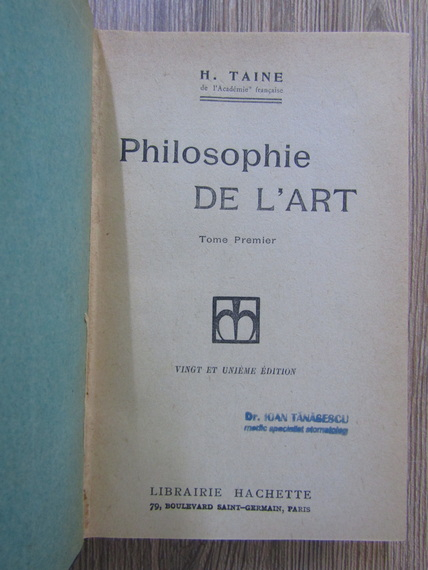 H. TAINE
de l'Académie française
Philosophie
DE L'ART
Tome Premier
VINGT ET UNIÈME ÉDITION
Dr. IOAN TĂNĂSESCU
medic specialist stomatolog
LIBRAIRIE HACHETTE
79, BOULEVARD SAINT-GERMAIN, PARIS